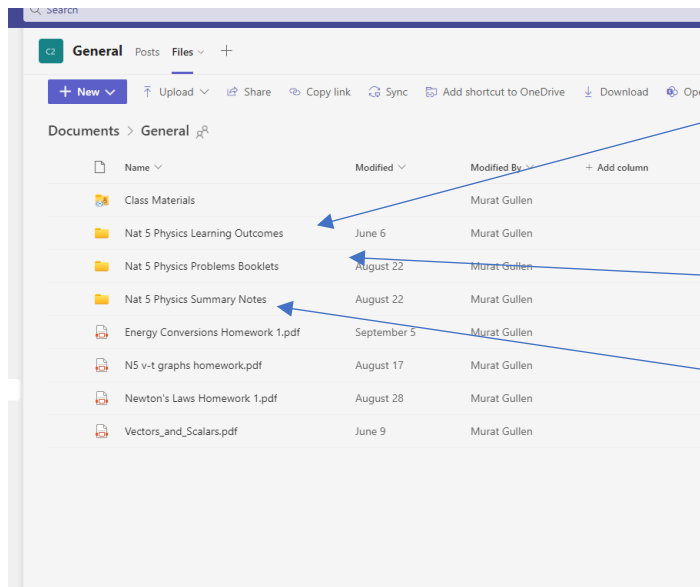 Search
C2 General Posts Files
New Upload Share Copy link Sync Add shortcut to OneDrive Download
Documents > General
Name Modified Modified By + Add column
Class Materials Murat Gullen
Nat 5 Physics Learning Outcomes June 6 Murat Gullen
Nat 5 Physics Problems Booklets August 22 Murat Gullen
Nat 5 Physics Summary Notes August 22 Murat Gullen
Energy Conversions Homework 1.pdf September 5 Murat Gullen
N5 v-t graphs homework.pdf August 17 Murat Gullen
Newton's Laws Homework 1.pdf August 28 Murat Gullen
Vectors_and_Scalars.pdf June 9 Murat Gullen